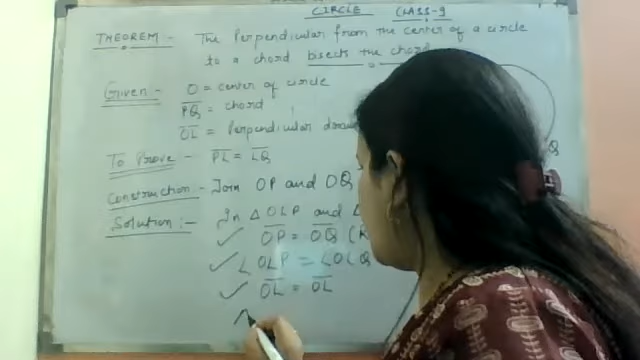 CIRCLE CLASS-9
THEOREM:- The Perpendicular from the center of a circle
to a chord bisects the chord
Given:- O = center of circle
PQ = chord
OL = Perpendicular drawn
Q
To Prove:- PL = LQ
Construction:- Join OP and OQ
Solution:- In △ OLP and △
✓ OP = OQ (R
✓ ∠OLP = ∠OLQ
✓ OL = OL